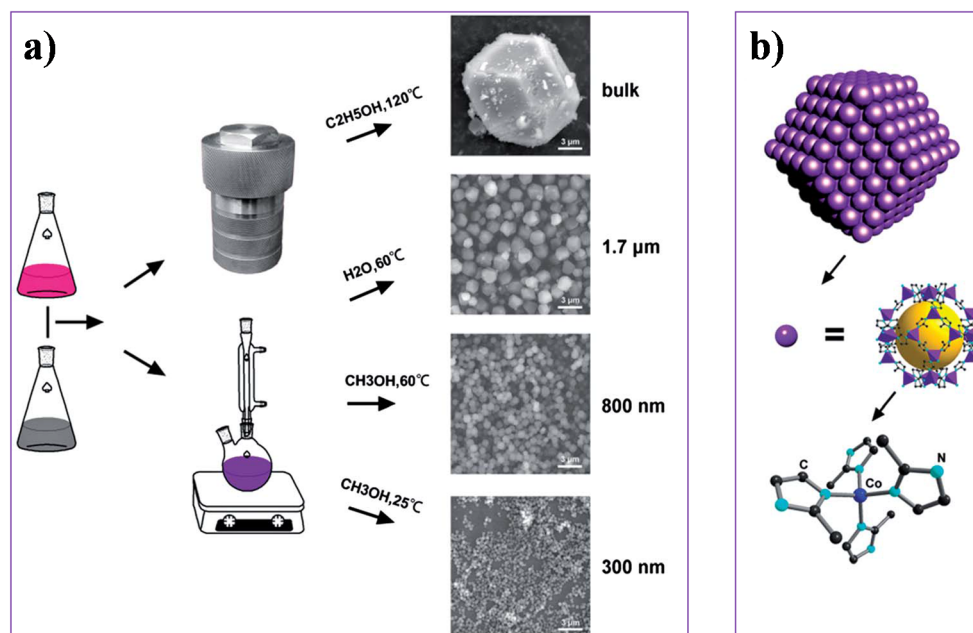 a)
C2H5OH,120℃
3 μm
bulk
H2O,60℃
3 μm
1.7 μm
CH3OH,60℃
3 μm
800 nm
CH3OH,25℃
3 μm
300 nm
b)
=
C
N
Co